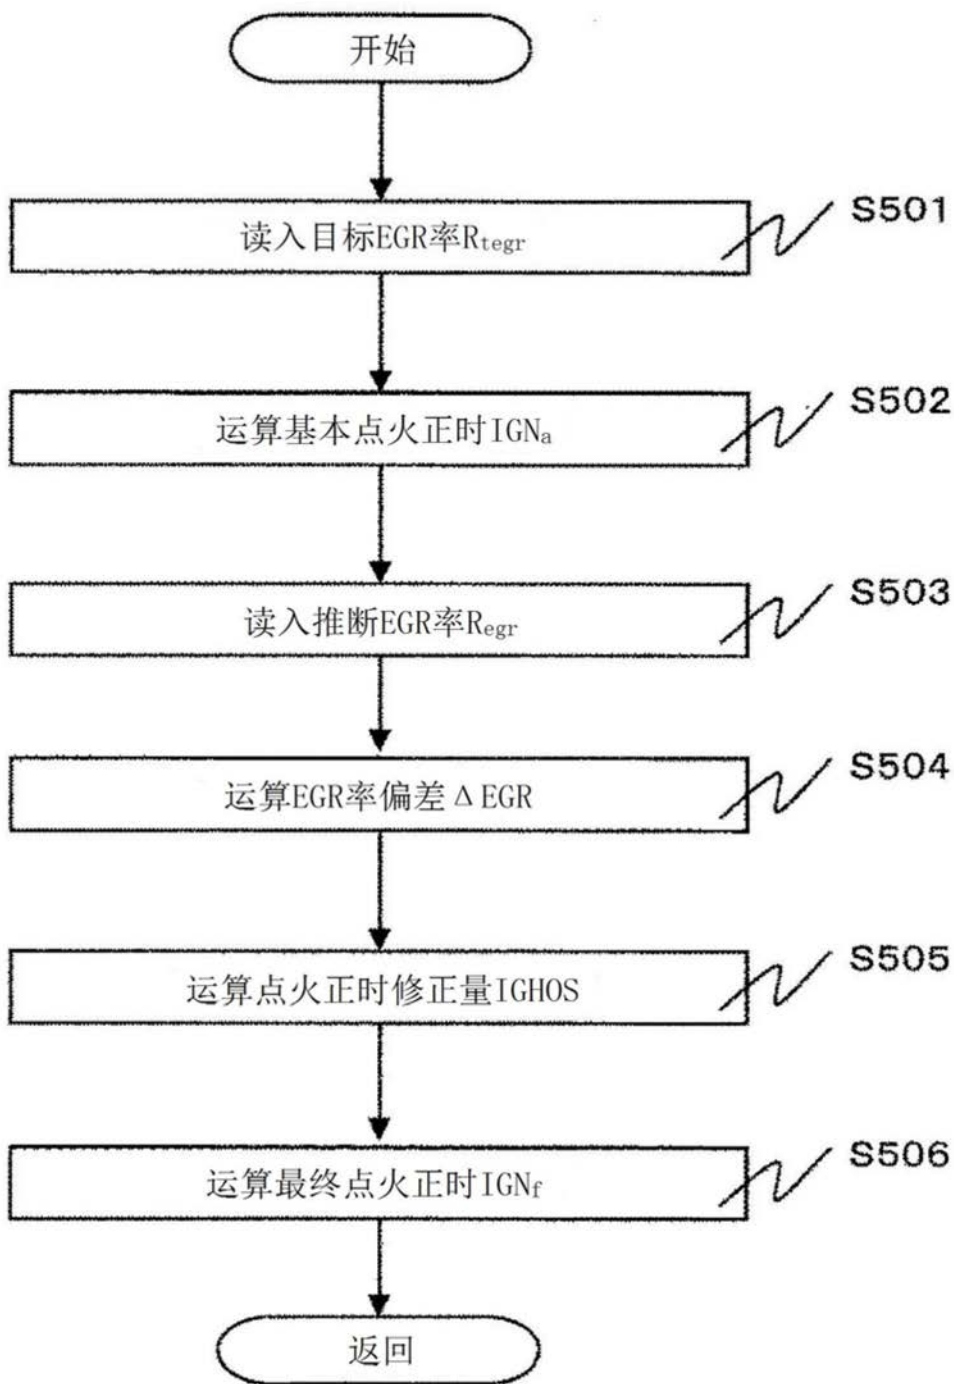 开始
读入目标EGR率Rtegr
S501
运算基本点火正时IGNa
S502
读入推断EGR率Regr
S503
运算EGR率偏差ΔEGR
S504
运算点火正时修正量IGHOS
S505
运算最终点火正时IGNf
S506
返回